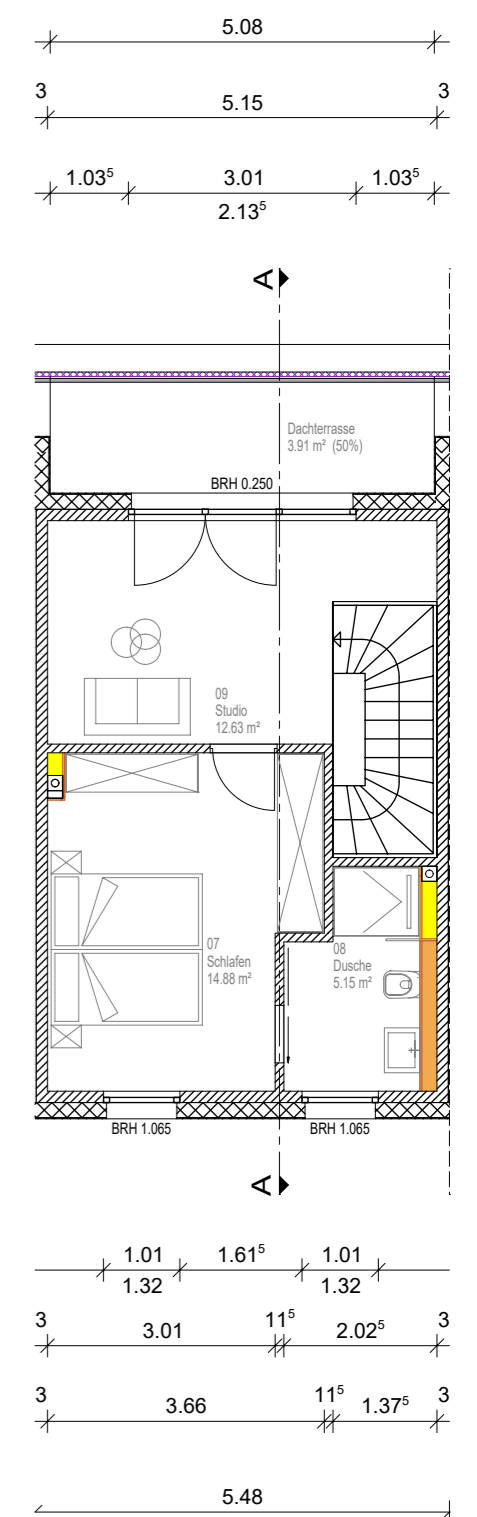 5.08
3 5.15 3
1.03⁵ 3.01 1.03⁵
2.13⁵
A
Dachterrasse
3.91 m² (50%)
BRH 0.250
09
Studio
12.63 m²
07
Schlafen
14.88 m²
08
Dusche
5.15 m²
BRH 1.065 BRH 1.065
A
1.01 1.61⁵ 1.01
1.32 1.32
3 3.01 11⁵ 2.02⁵ 3
3 3.66 11⁵ 1.37⁵ 3
5.48